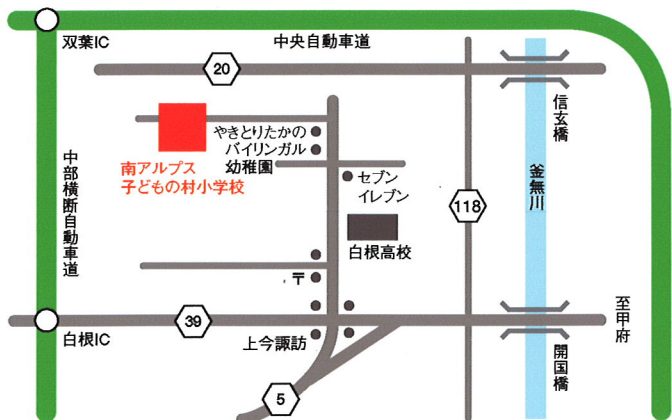 双葉IC
中央自動車道
20
信玄橋
やきとりたかの
バイリンガル
幼稚園
南アルプス
子どもの村小学校
セブン
イレブン
中部横断自動車道
釜無川
118
白根高校
〒
39
至甲府
白根IC
上今諏訪
開国橋
5